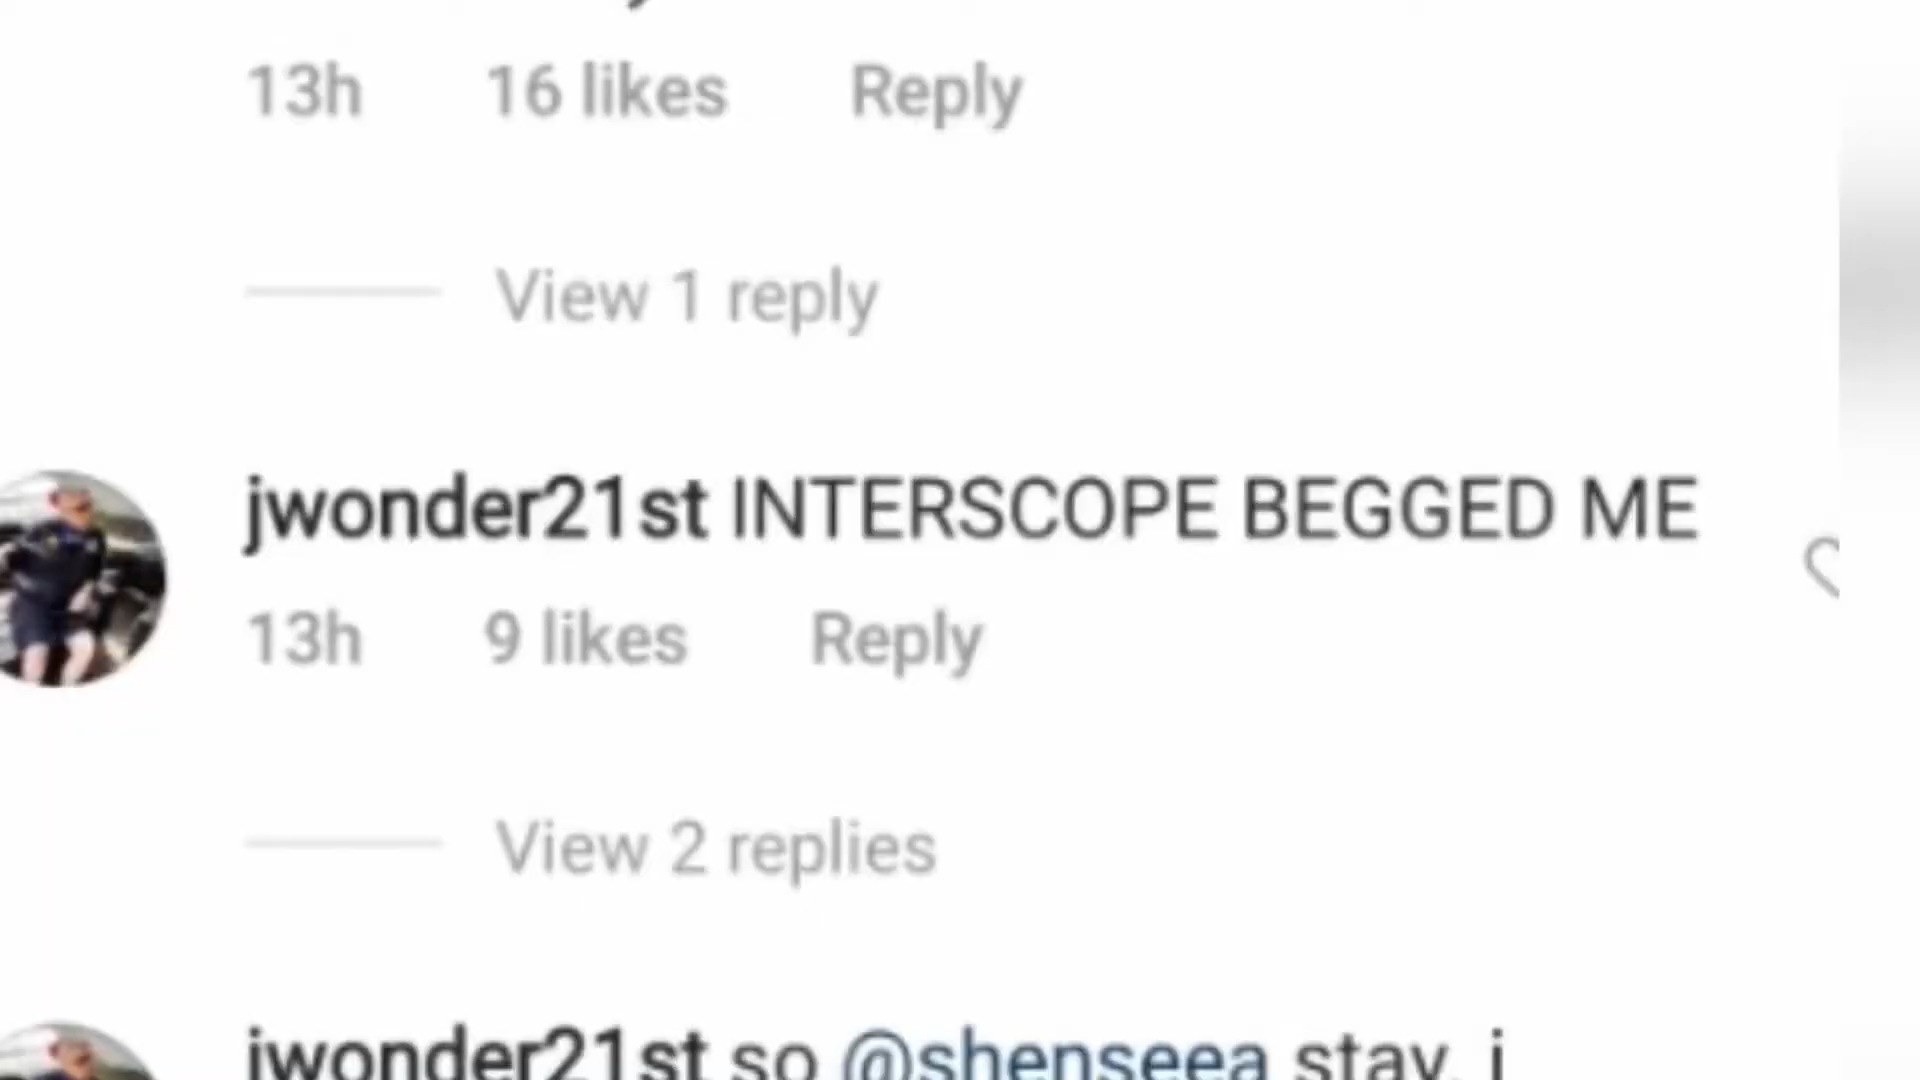 13h 16 likes Reply
View 1 reply
jwonder21st INTERSCOPE BEGGED ME
13h 9 likes Reply
View 2 replies
jwonder21st so @shenseea stay. i